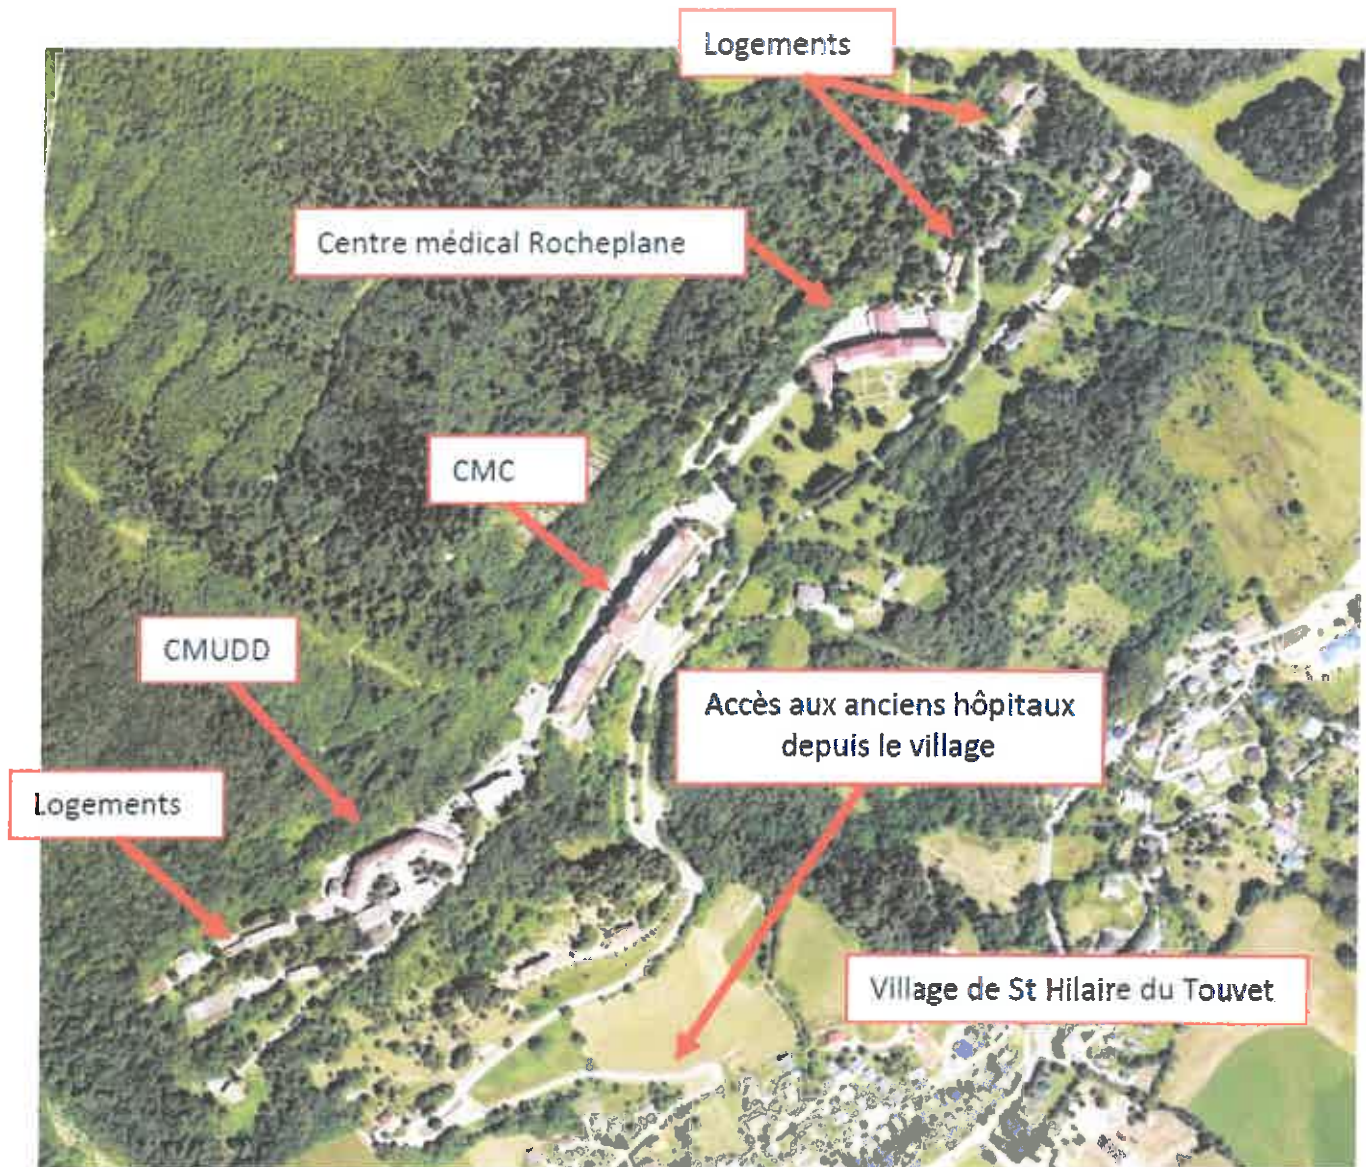 Logements
Centre médical Rocheplane
CMC
CMUDD
Accès aux anciens hôpitaux
depuis le village
Logements
Village de St Hilaire du Touvet